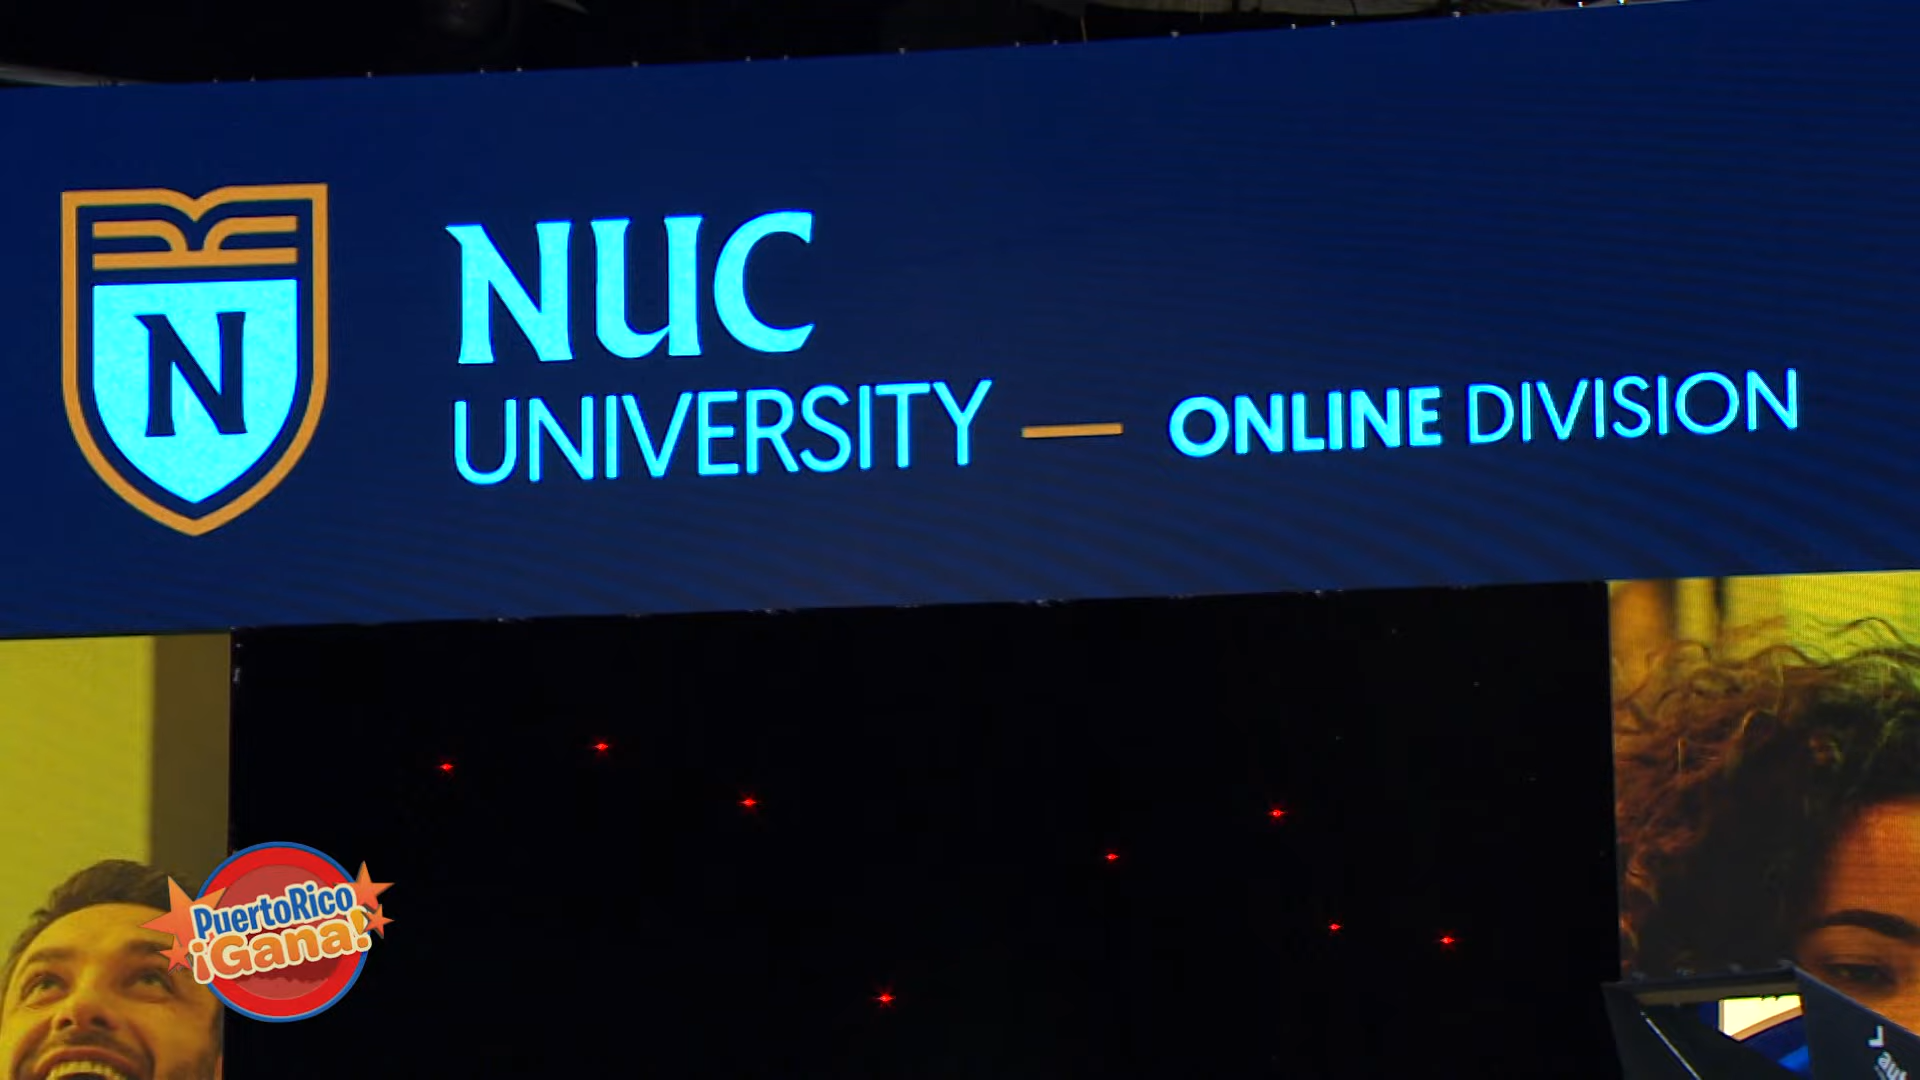 NUC
N
UNIVERSITY — ONLINE DIVISION
PuertoRico
¡Gana!